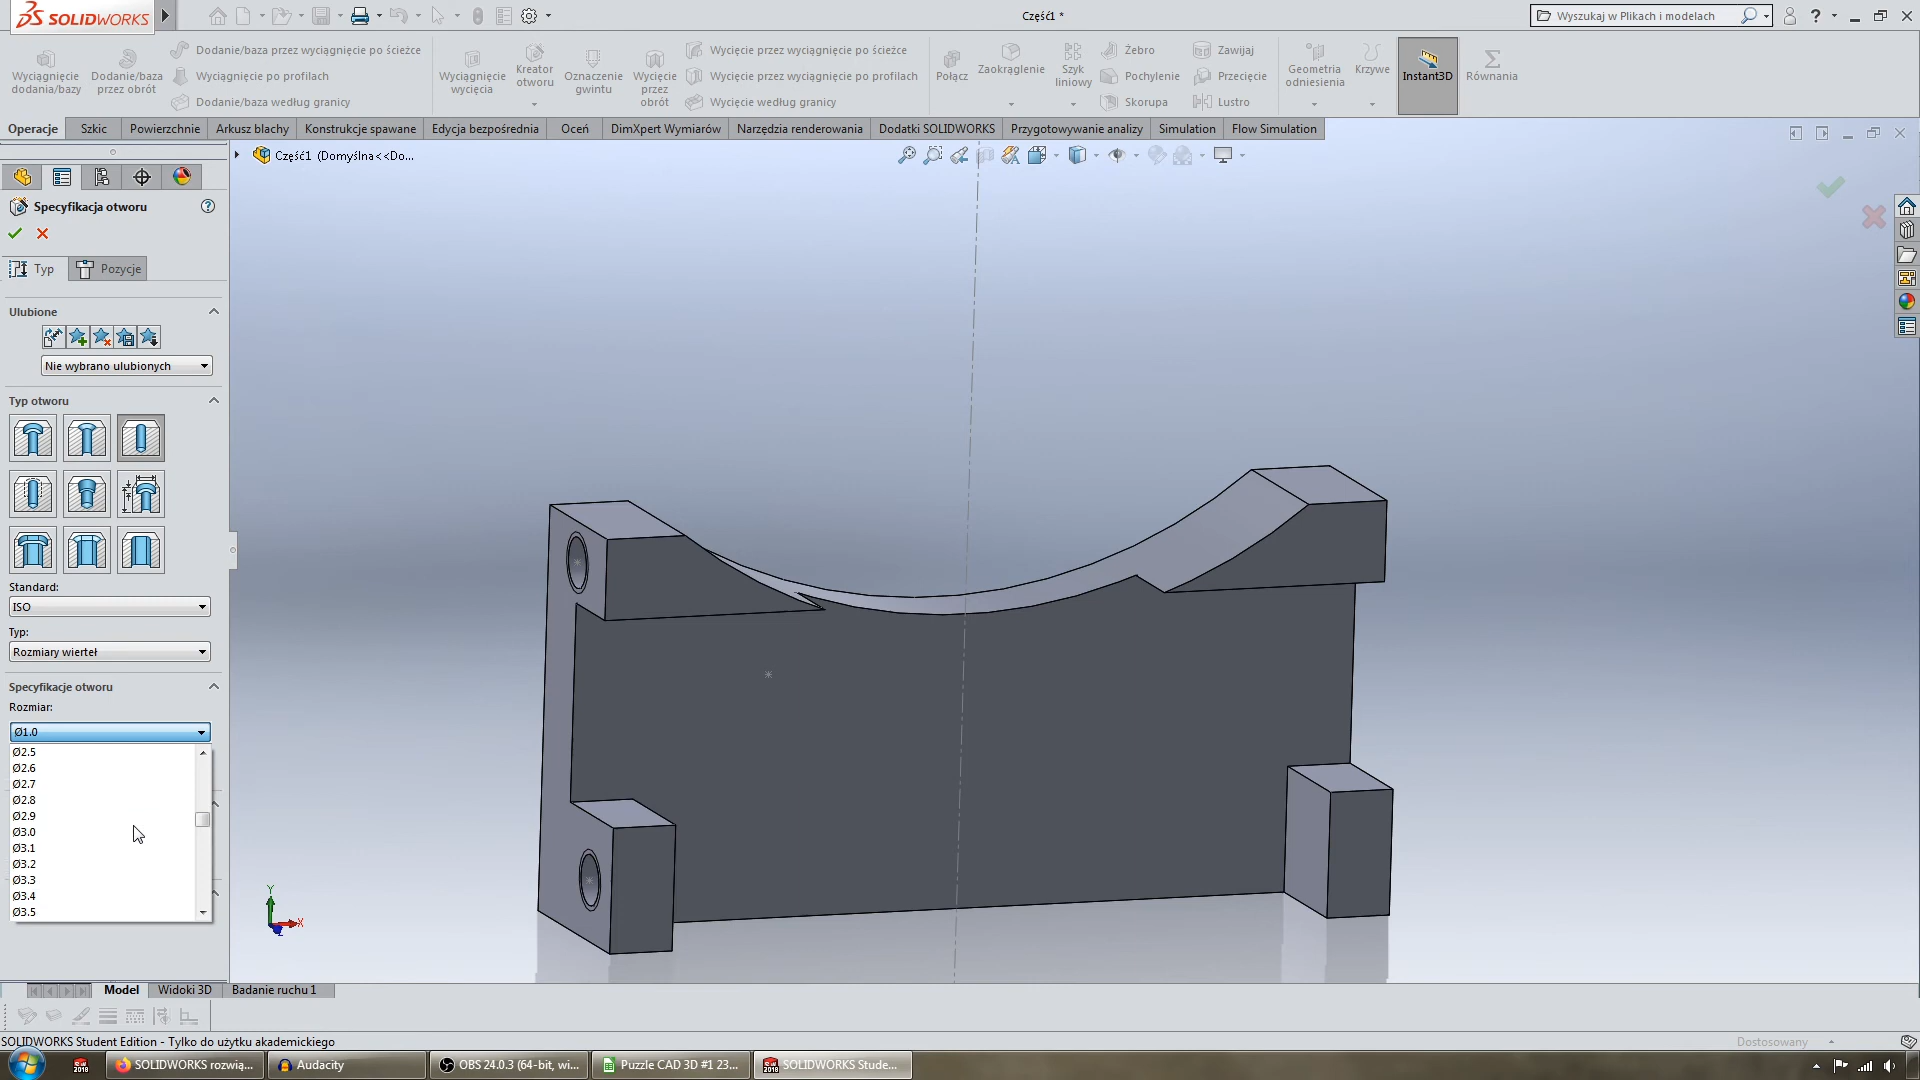 SOLIDWORKS
Część1 *
Wyszukaj w Plikach i modelach
Wyciągnięcie dodania/bazy
Dodanie/baza przez obrót
Dodanie/baza przez wyciągnięcie po ścieżce
Wyciągnięcie po profilach
Dodanie/baza według granicy
Wyciągnięcie wycięcia
Kreator otworu
Oznaczenie gwintu
Wycięcie przez obrót
Wycięcie przez wyciągnięcie po ścieżce
Wycięcie przez wyciągnięcie po profilach
Wycięcie według granicy
Połącz
Zaokrąglenie
Szyk liniowy
Żebro
Pochylenie
Skorupa
Zawijaj
Przecięcie
Lustro
Geometria odniesienia
Krzywe
Instant3D
Równania
Operacje
Szkic
Powierzchnie
Arkusz blachy
Konstrukcje spawane
Edycja bezpośrednia
Oceń
DimXpert Wymiarów
Narzędzia renderowania
Dodatki SOLIDWORKS
Przygotowywanie analizy
Simulation
Flow Simulation
Część1 (Domyślna<<Do...
Specyfikacja otworu
Typ
Pozycje
Ulubione
Nie wybrano ulubionych
Typ otworu
Standard:
ISO
Typ:
Rozmiary wierteł
Specyfikacje otworu
Rozmiar:
Ø1.0
Ø2.5
Ø2.6
Ø2.7
Ø2.8
Ø2.9
Ø3.0
Ø3.1
Ø3.2
Ø3.3
Ø3.4
Ø3.5
Y
X
Z
Model
Widoki 3D
Badanie ruchu 1
SOLIDWORKS Student Edition - Tylko do użytku akademickiego
Dostosowany
2018
SOLIDWORKS rozwią...
Audacity
OBS 24.0.3 (64-bit, wi...
Puzzle CAD 3D #1 23...
2018
SOLIDWORKS Stude...